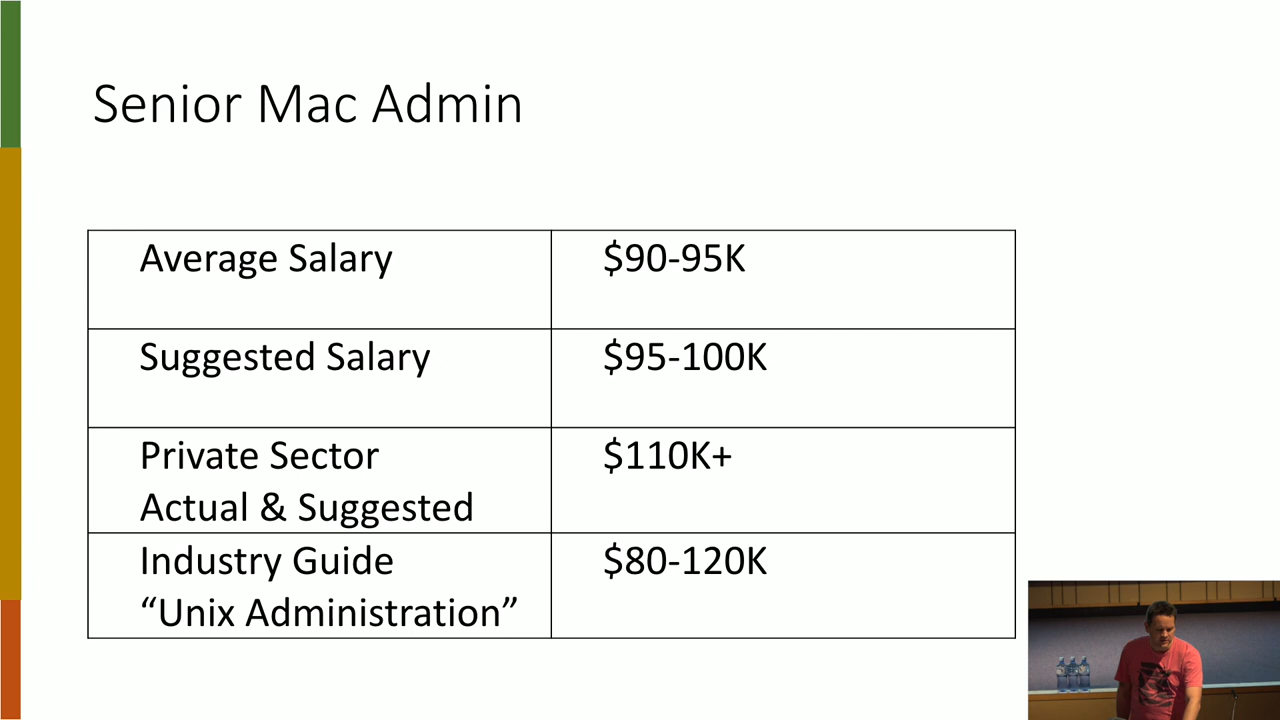 Senior Mac Admin
Average Salary
$90-95K
Suggested Salary
$95-100K
Private Sector
Actual & Suggested
$110K+
Industry Guide
“Unix Administration”
$80-120K